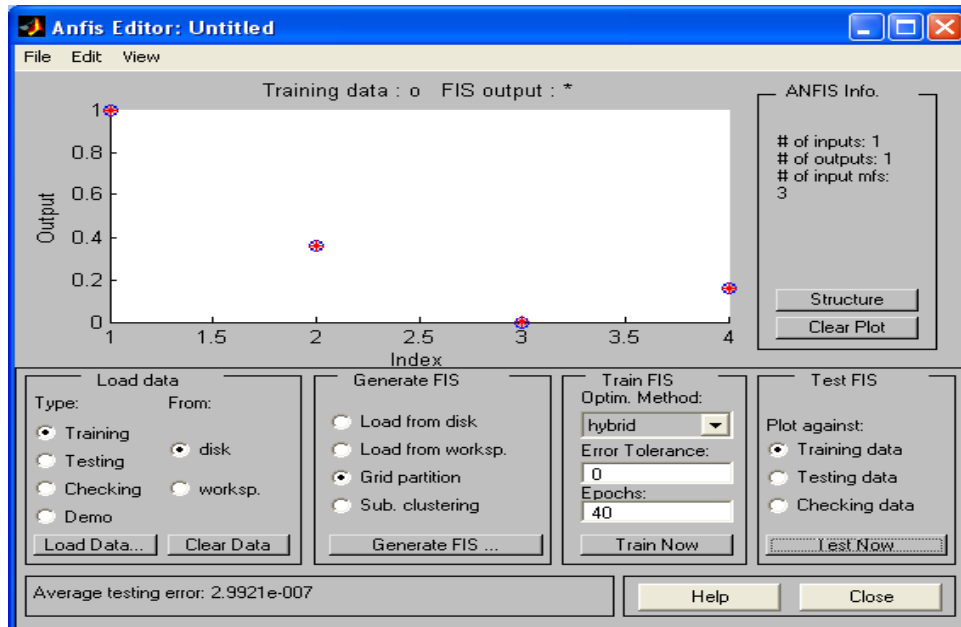 Anfis Editor: Untitled
File Edit View
Training data : o FIS output : *
1
0.8
0.6
0.4
0.2
0
Output
1 1.5 2 2.5 3 3.5 4
Index
ANFIS Info.
# of inputs: 1
# of outputs: 1
# of input mfs:
3
Structure
Clear Plot
Load data
Type: From:
Training
Testing
Checking
Demo
disk
worksp.
Load Data... Clear Data
Generate FIS
Load from disk
Load from worksp.
Grid partition
Sub. clustering
Generate FIS ...
Train FIS
Optim. Method:
hybrid
Error Tolerance:
0
Epochs:
40
Train Now
Test FIS
Plot against:
Training data
Testing data
Checking data
Test Now
Average testing error: 2.9921e-007
Help Close